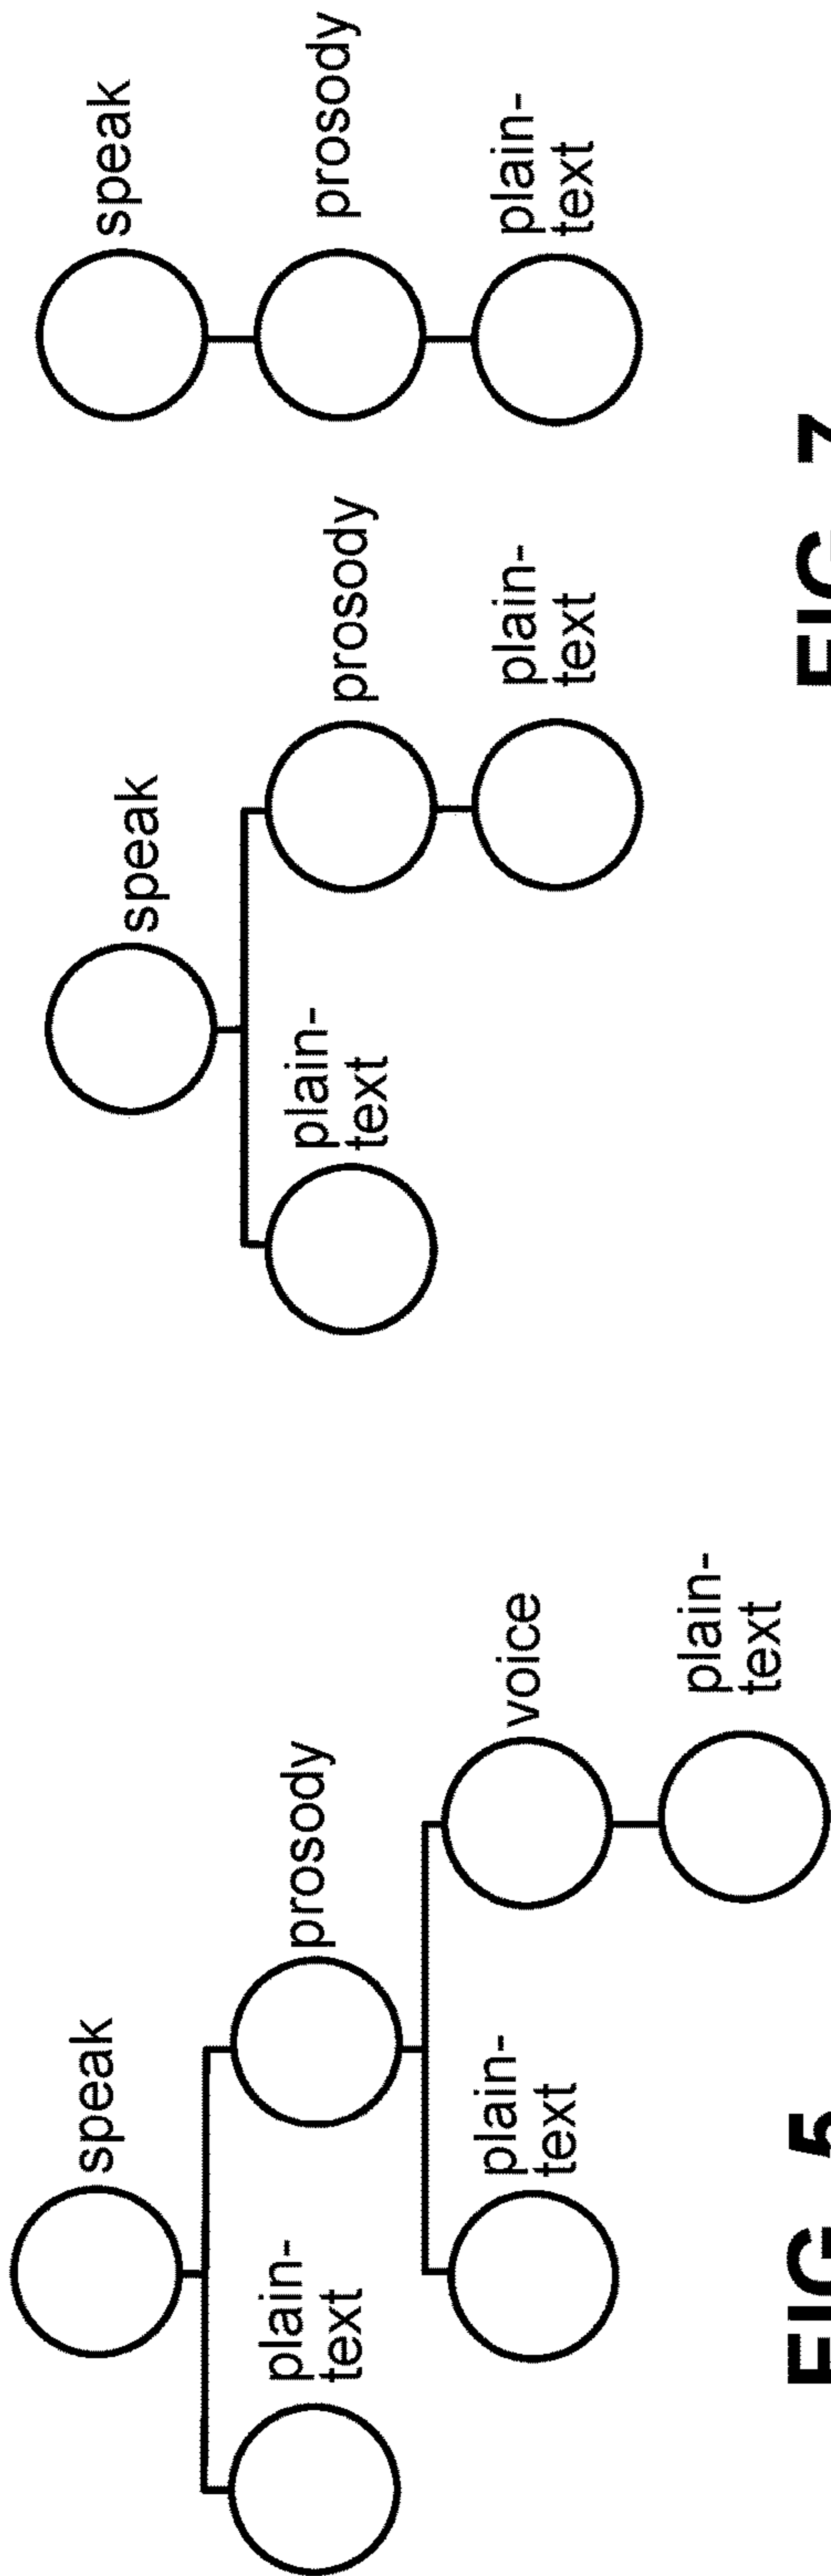 speak
plain-
text
prosody
plain-
text
voice
plain-
text
FIG. 5
speak
plain-
text
prosody
plain-
text
speak
prosody
plain-
text
FIG. 7